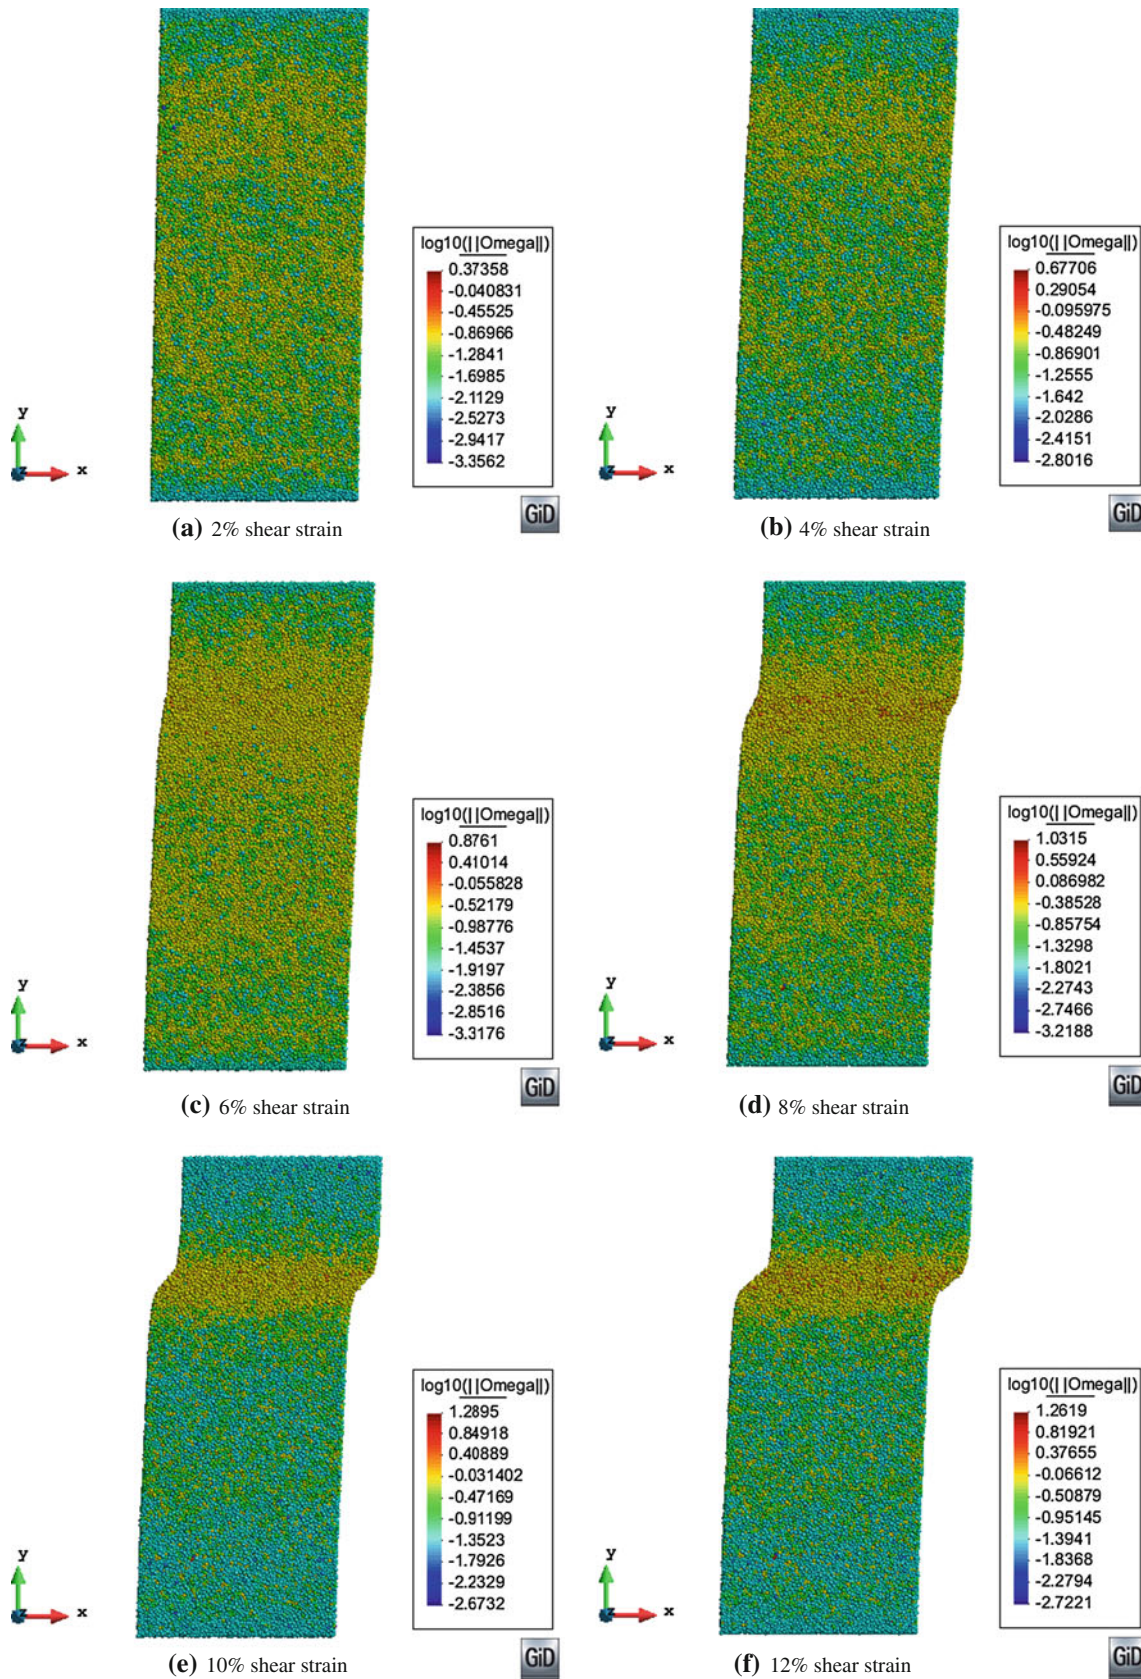 log10(||Omega||)
0.37358
-0.040831
-0.45525
-0.86966
-1.2841
-1.6985
-2.1129
-2.5273
-2.9417
-3.3562
y
z
x
GiD
(a) 2% shear strain
log10(||Omega||)
0.67706
0.29054
-0.095975
-0.48249
-0.86901
-1.2555
-1.642
-2.0286
-2.4151
-2.8016
y
z
x
GiD
(b) 4% shear strain
log10(||Omega||)
0.8761
0.41014
-0.055828
-0.52179
-0.98776
-1.4537
-1.9197
-2.3856
-2.8516
-3.3176
y
z
x
GiD
(c) 6% shear strain
log10(||Omega||)
1.0315
0.55924
0.086982
-0.38528
-0.85754
-1.3298
-1.8021
-2.2743
-2.7466
-3.2188
y
z
x
GiD
(d) 8% shear strain
log10(||Omega||)
1.2895
0.84918
0.40889
-0.031402
-0.47169
-0.91199
-1.3523
-1.7926
-2.2329
-2.6732
y
z
x
GiD
(e) 10% shear strain
log10(||Omega||)
1.2619
0.81921
0.37655
-0.06612
-0.50879
-0.95145
-1.3941
-1.8368
-2.2794
-2.7221
y
z
x
GiD
(f) 12% shear strain